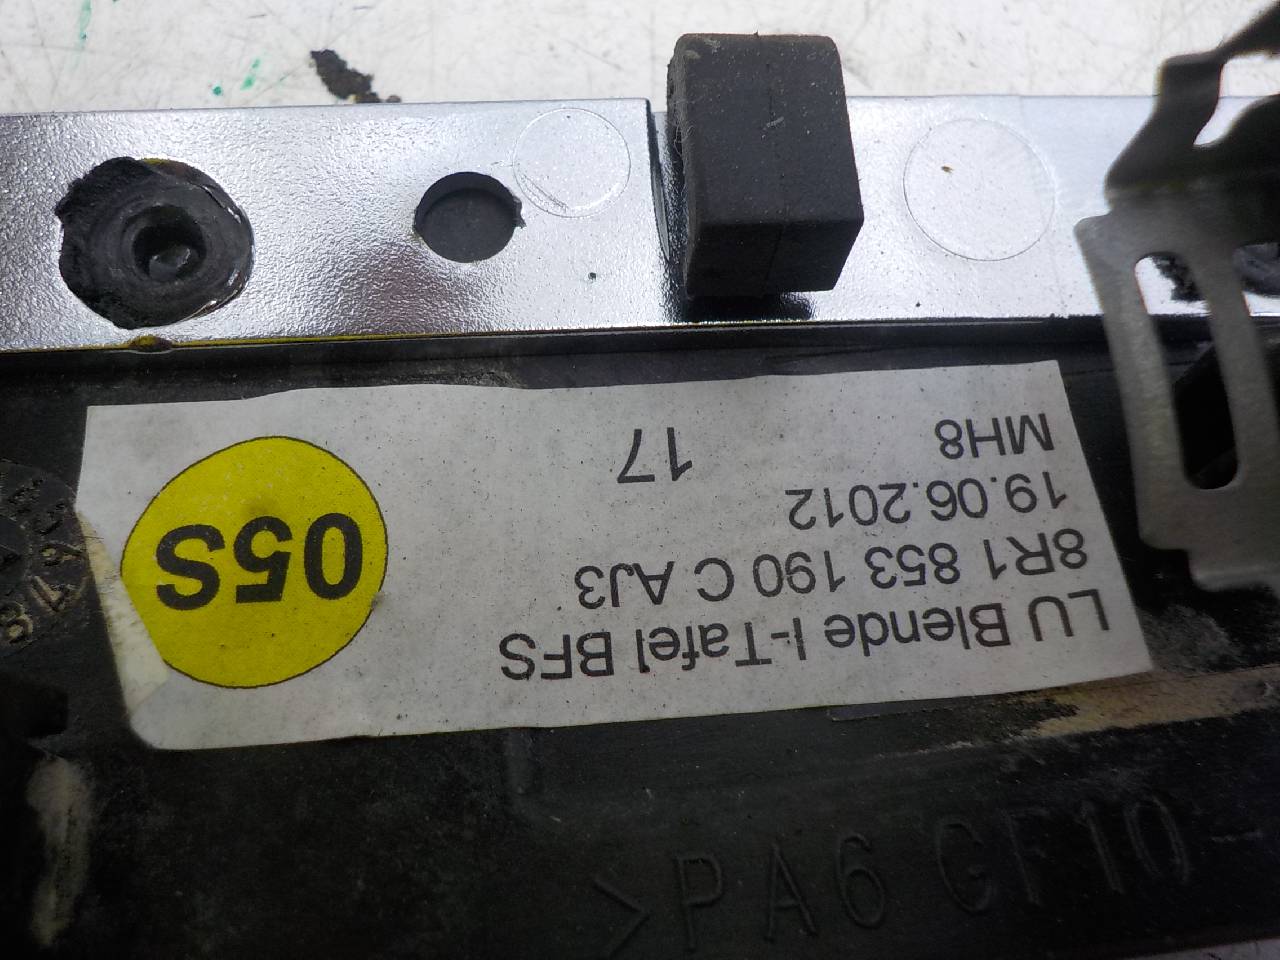 LU Blende I-Tafel BFS
8R1 853 190 C AJ3
19.06.2012
MH8
17
05S
>PA6 GF10-